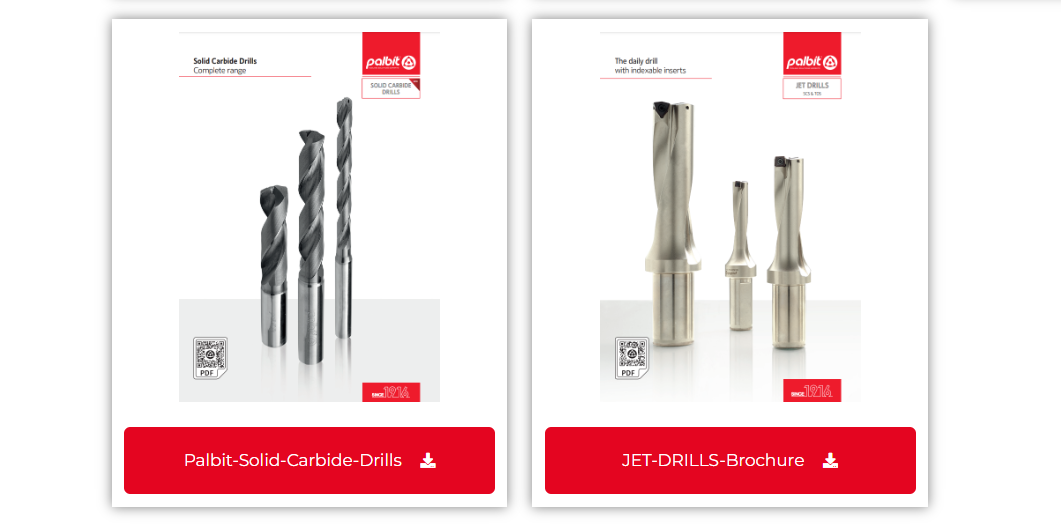 Solid Carbide Drills
Complete range
palbit
SOLID CARBIDE
DRILLS
PDF
SINCE 1916
Palbit-Solid-Carbide-Drills
The daily drill
with indexable inserts
palbit
JET DRILLS
PDF
SINCE 1916
JET-DRILLS-Brochure